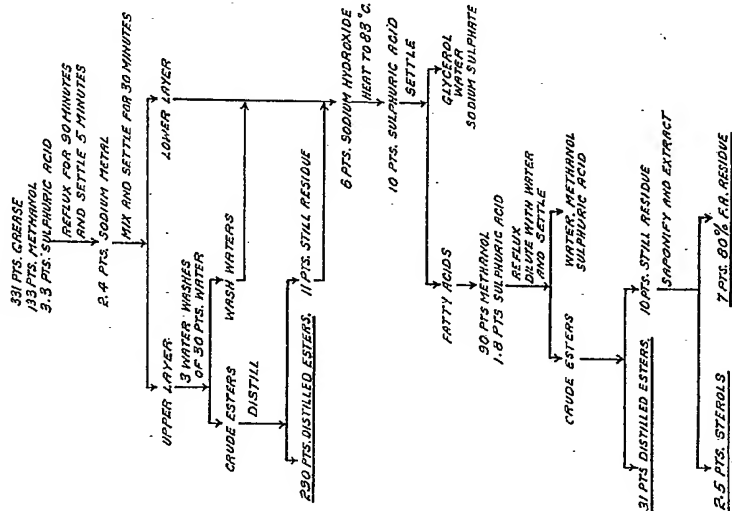 331 PTS. GREASE
133 PTS. METHANOL
3.3 PTS. SULPHURIC ACID
REFLUX FOR 90 MINUTES
AND SETTLE 5 MINUTES
2.4 PTS. SODIUM METAL
MIX AND SETTLE FOR 30 MINUTES
UPPER LAYER
LOWER LAYER
3 WATER WASHES
OF 30 PTS. WATER
CRUDE ESTERS
WASH WATERS
DISTILL
290 PTS. DISTILLED ESTERS
11 PTS. STILL RESIDUE
6 PTS. SODIUM HYDROXIDE
HEAT TO 83°C.
10 PTS. SULPHURIC ACID
SETTLE
FATTY ACIDS
GLYCEROL
WATER
SODIUM SULPHATE
90 PTS METHANOL
1.8 PTS SULPHURIC ACID
REFLUX
DILUTE WITH WATER
AND SETTLE
CRUDE ESTERS
WATER. METHANOL
SULPHURIC ACID
31 PTS DISTILLED ESTERS
10 PTS. STILL RESIDUE
SAPONIFY AND EXTRACT
2.5 PTS. STEROLS
7 PTS. 80% F.A. RESIDUE